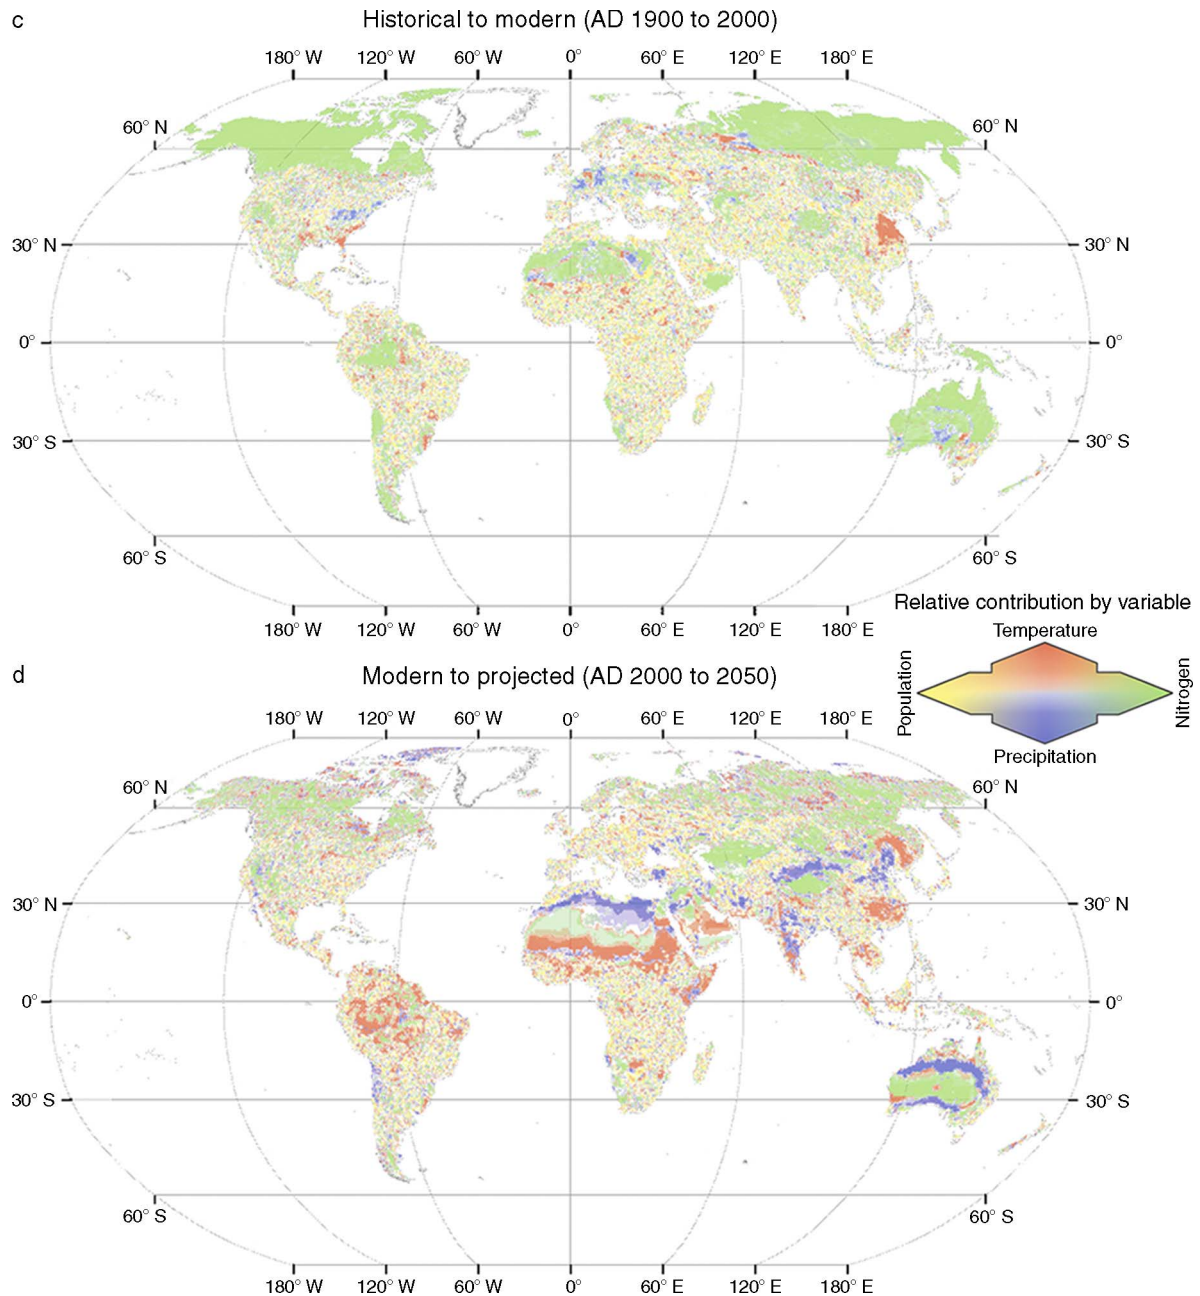 c
Historical to modern (AD 1900 to 2000)
180° W 120° W 60° W 0° 60° E 120° E 180° E
60° N 60° N
30° N 30° N
0° 0°
30° S 30° S
60° S 60° S
180° W 120° W 60° W 0° 60° E 120° E 180° E
Relative contribution by variable
Temperature
Population
Nitrogen
Precipitation
d
Modern to projected (AD 2000 to 2050)
180° W 120° W 60° W 0° 60° E 120° E 180° E
60° N 60° N
30° N 30° N
0° 0°
30° S 30° S
60° S 60° S
180° W 120° W 60° W 0° 60° E 120° E 180° E